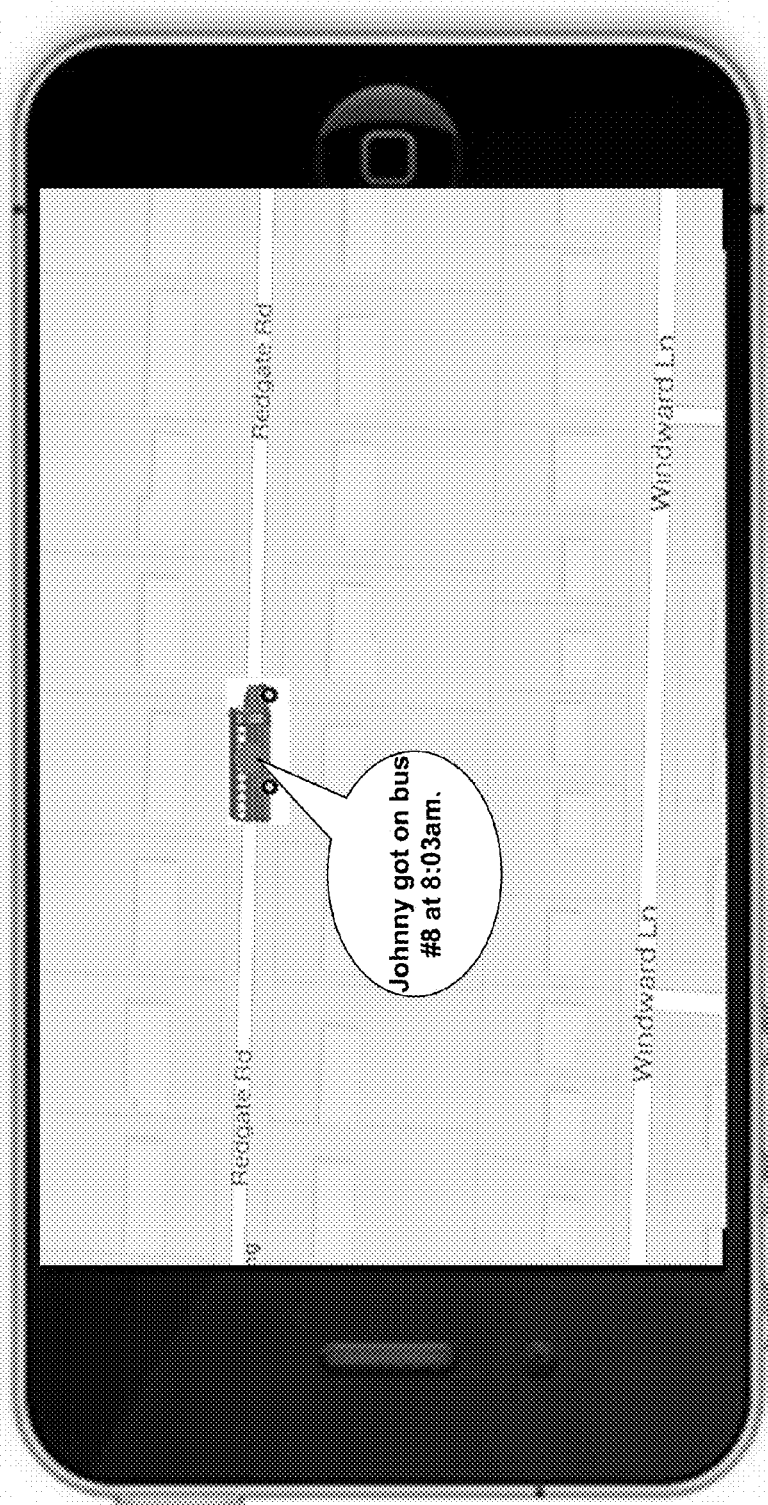 Redgate Rd
Redgate Rd
Johnny got on bus
#8 at 8:03am.
Windward Ln
Windward Ln